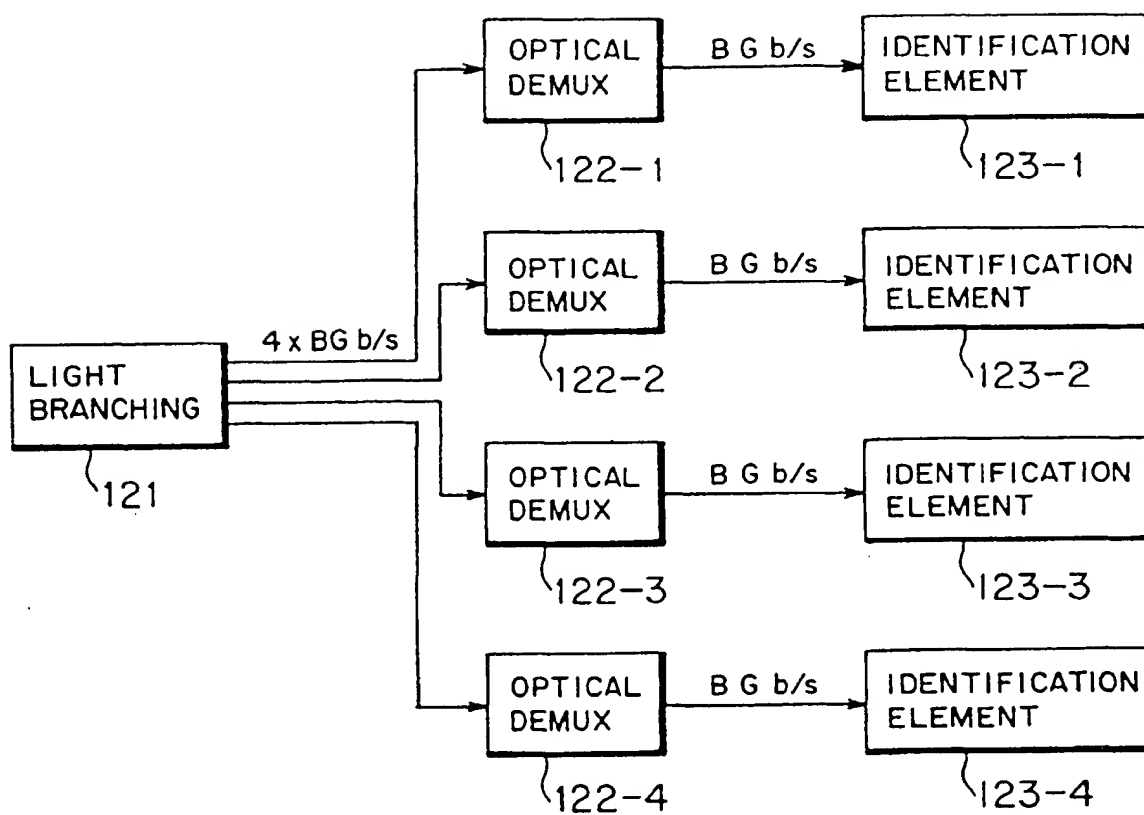 OPTICAL
DEMUX
122-1
B G b/s
IDENTIFICATION
ELEMENT
123-1
OPTICAL
DEMUX
122-2
B G b/s
IDENTIFICATION
ELEMENT
123-2
4 x BG b/s
LIGHT
BRANCHING
121
OPTICAL
DEMUX
122-3
B G b/s
IDENTIFICATION
ELEMENT
123-3
OPTICAL
DEMUX
122-4
B G b/s
IDENTIFICATION
ELEMENT
123-4